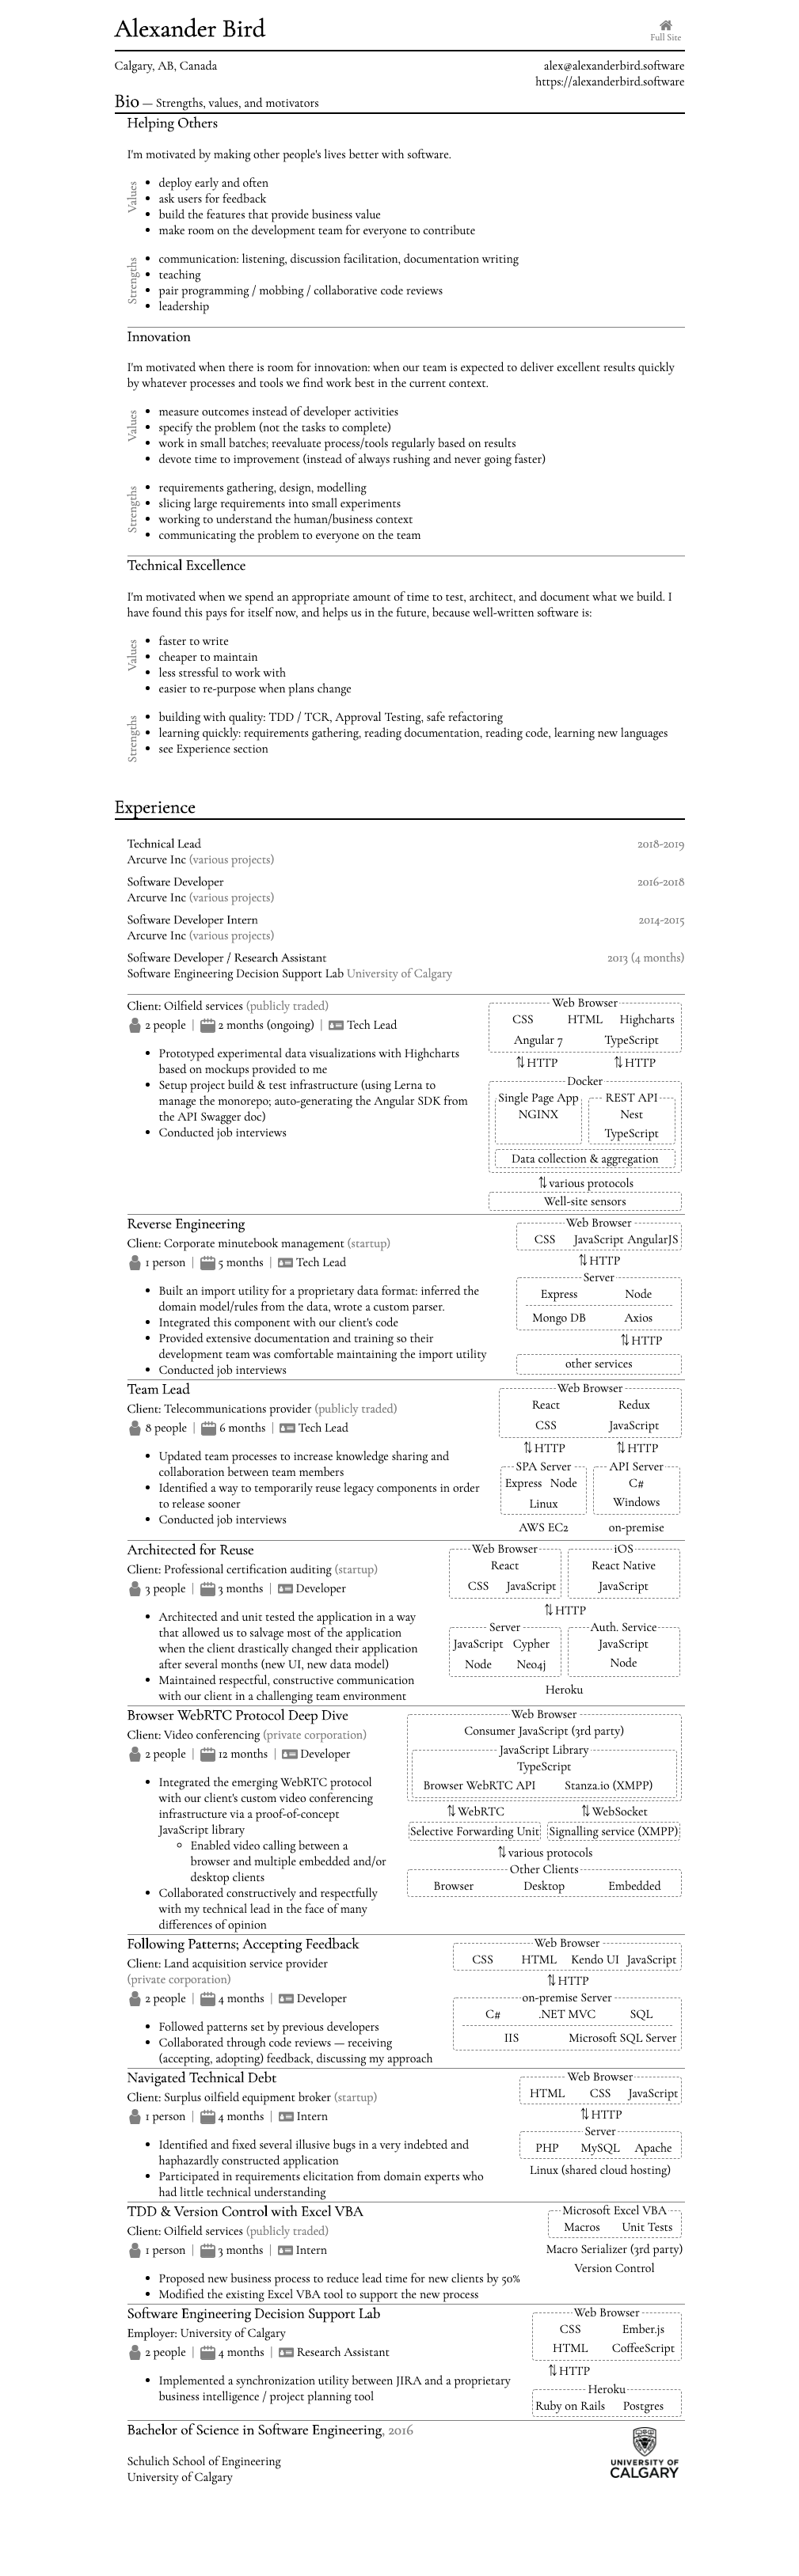 Alexander Bird
Full Site
Calgary, AB, Canada
alex@alexanderbird.software
https://alexanderbird.software
Bio — Strengths, values, and motivators
Helping Others
I'm motivated by making other people's lives better with software.
Values
• deploy early and often
• ask users for feedback
• build the features that provide business value
• make room on the development team for everyone to contribute
Strengths
• communication: listening, discussion facilitation, documentation writing
• teaching
• pair programming / mobbing / collaborative code reviews
• leadership
Innovation
I'm motivated when there is room for innovation: when our team is expected to deliver excellent results quickly
by whatever processes and tools we find work best in the current context.
Values
• measure outcomes instead of developer activities
• specify the problem (not the tasks to complete)
• work in small batches; reevaluate process/tools regularly based on results
• devote time to improvement (instead of always rushing and never going faster)
Strengths
• requirements gathering, design, modelling
• slicing large requirements into small experiments
• working to understand the human/business context
• communicating the problem to everyone on the team
Technical Excellence
I'm motivated when we spend an appropriate amount of time to test, architect, and document what we build. I
have found this pays for itself now, and helps us in the future, because well-written software is:
Values
• faster to write
• cheaper to maintain
• less stressful to work with
• easier to re-purpose when plans change
Strengths
• building with quality: TDD / TCR, Approval Testing, safe refactoring
• learning quickly: requirements gathering, reading documentation, reading code, learning new languages
• see Experience section
Experience
Technical Lead 2018-2019
Arcurve Inc (various projects)
Software Developer 2016-2018
Arcurve Inc (various projects)
Software Developer Intern 2014-2015
Arcurve Inc (various projects)
Software Developer / Research Assistant 2013 (4 months)
Software Engineering Decision Support Lab University of Calgary
Client: Oilfield services (publicly traded)
2 people | 2 months (ongoing) | Tech Lead
• Prototyped experimental data visualizations with Highcharts
based on mockups provided to me
• Setup project build & test infrastructure (using Lerna to
manage the monorepo; auto-generating the Angular SDK from
the API Swagger doc)
• Conducted job interviews
Web Browser
CSS HTML Highcharts
Angular 7 TypeScript
⇅ HTTP ⇅ HTTP
Docker
Single Page App REST API
NGINX Nest
TypeScript
Data collection & aggregation
⇅ various protocols
Well-site sensors
Reverse Engineering
Client: Corporate minutebook management (startup)
1 person | 5 months | Tech Lead
• Built an import utility for a proprietary data format: inferred the
domain model/rules from the data, wrote a custom parser.
• Integrated this component with our client's code
• Provided extensive documentation and training so their
development team was comfortable maintaining the import utility
• Conducted job interviews
Web Browser
CSS JavaScript AngularJS
⇅ HTTP
Server
Express Node
Mongo DB Axios
⇅ HTTP
other services
Team Lead
Client: Telecommunications provider (publicly traded)
8 people | 6 months | Tech Lead
• Updated team processes to increase knowledge sharing and
collaboration between team members
• Identified a way to temporarily reuse legacy components in order
to release sooner
• Conducted job interviews
Web Browser
React Redux
CSS JavaScript
⇅ HTTP ⇅ HTTP
SPA Server API Server
Express Node C#
Linux Windows
AWS EC2 on-premise
Architected for Reuse
Client: Professional certification auditing (startup)
3 people | 3 months | Developer
• Architected and unit tested the application in a way
that allowed us to salvage most of the application
when the client drastically changed their application
after several months (new UI, new data model)
• Maintained respectful, constructive communication
with our client in a challenging team environment
Web Browser iOS
React React Native
CSS JavaScript JavaScript
⇅ HTTP
Server Auth. Service
JavaScript Cypher JavaScript
Node Neo4j Node
Heroku
Browser WebRTC Protocol Deep Dive
Client: Video conferencing (private corporation)
2 people | 12 months | Developer
• Integrated the emerging WebRTC protocol
with our client's custom video conferencing
infrastructure via a proof-of-concept
JavaScript library
◦ Enabled video calling between a
browser and multiple embedded and/or
desktop clients
• Collaborated constructively and respectfully
with my technical lead in the face of many
differences of opinion
Web Browser
Consumer JavaScript (3rd party)
JavaScript Library
TypeScript
Browser WebRTC API Stanza.io (XMPP)
⇅ WebRTC ⇅ WebSocket
Selective Forwarding Unit Signalling service (XMPP)
⇅ various protocols
Other Clients
Browser Desktop Embedded
Following Patterns; Accepting Feedback
Client: Land acquisition service provider
(private corporation)
2 people | 4 months | Developer
• Followed patterns set by previous developers
• Collaborated through code reviews — receiving
(accepting, adopting) feedback, discussing my approach
Web Browser
CSS HTML Kendo UI JavaScript
⇅ HTTP
on-premise Server
C# .NET MVC SQL
IIS Microsoft SQL Server
Navigated Technical Debt
Client: Surplus oilfield equipment broker (startup)
1 person | 4 months | Intern
• Identified and fixed several illusive bugs in a very indebted and
haphazardly constructed application
• Participated in requirements elicitation from domain experts who
had little technical understanding
Web Browser
HTML CSS JavaScript
⇅ HTTP
Server
PHP MySQL Apache
Linux (shared cloud hosting)
TDD & Version Control with Excel VBA
Client: Oilfield services (publicly traded)
1 person | 3 months | Intern
• Proposed new business process to reduce lead time for new clients by 50%
• Modified the existing Excel VBA tool to support the new process
Microsoft Excel VBA
Macros Unit Tests
Macro Serializer (3rd party)
Version Control
Software Engineering Decision Support Lab
Employer: University of Calgary
2 people | 4 months | Research Assistant
• Implemented a synchronization utility between JIRA and a proprietary
business intelligence / project planning tool
Web Browser
CSS Ember.js
HTML CoffeeScript
⇅ HTTP
Heroku
Ruby on Rails Postgres
Bachelor of Science in Software Engineering, 2016
Schulich School of Engineering
University of Calgary
UNIVERSITY OF
CALGARY